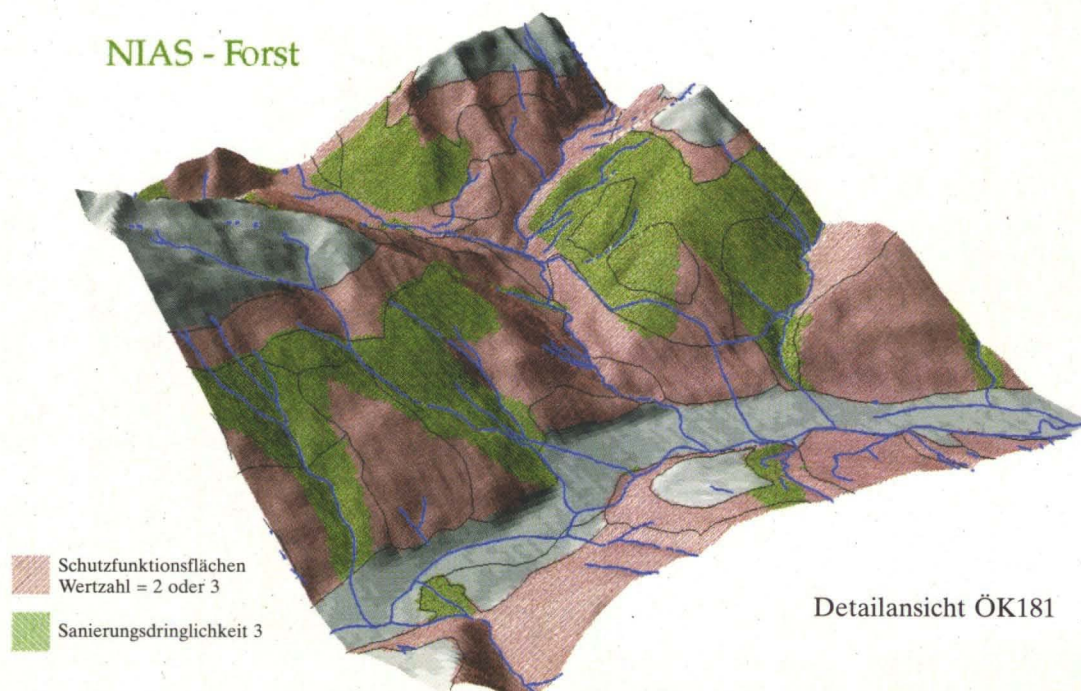 NIAS - Forst
Schutzfunktionsflächen
Wertzahl = 2 oder 3
Sanierungsdringlichkeit 3
Detailansicht ÖK181